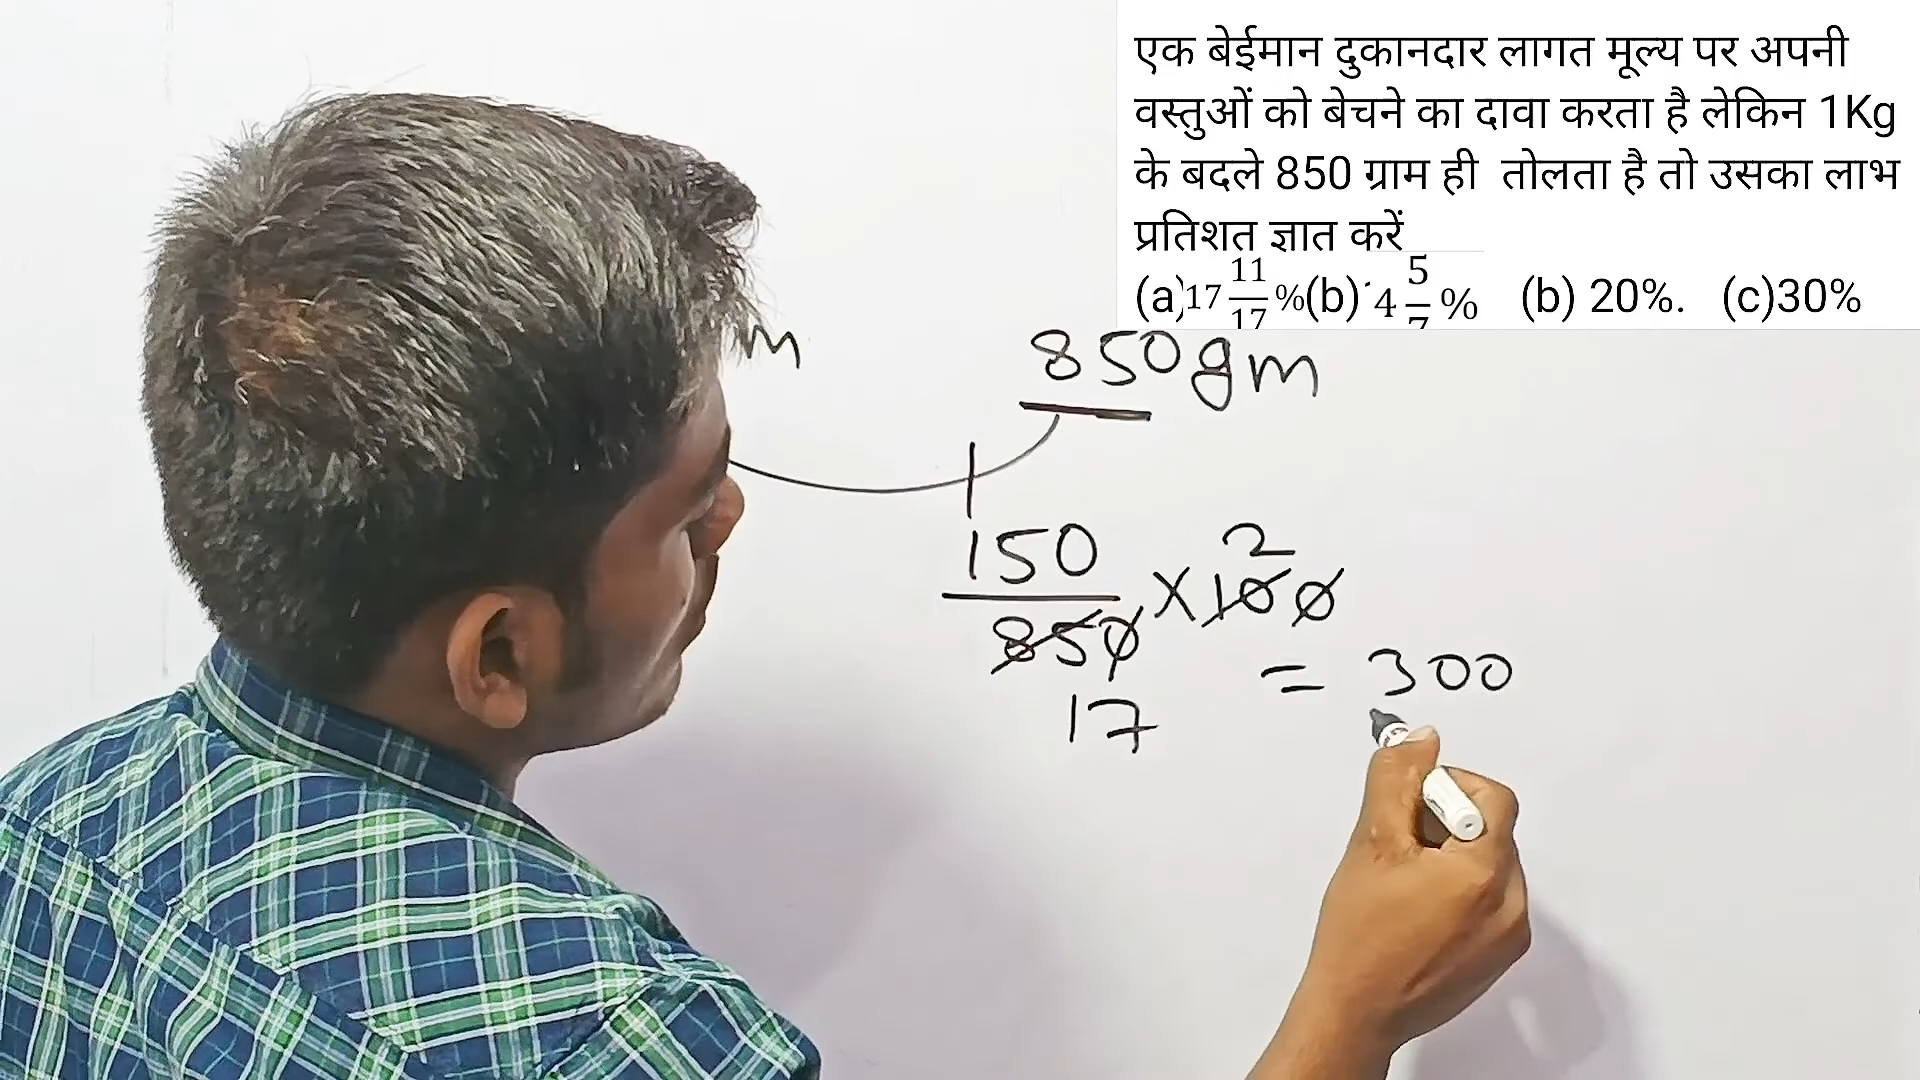 एक बेईमान दुकानदार लागत मूल्य पर अपनी
वस्तुओं को बेचने का दावा करता है लेकिन 1Kg
के बदले 850 ग्राम ही तोलता है तो उसका लाभ
प्रतिशत ज्ञात करें
(a) 17 11/17 % (b) 4 5/7 % (b) 20%. (c)30%
m 850gm
150/850 × 100
2
17
= 300